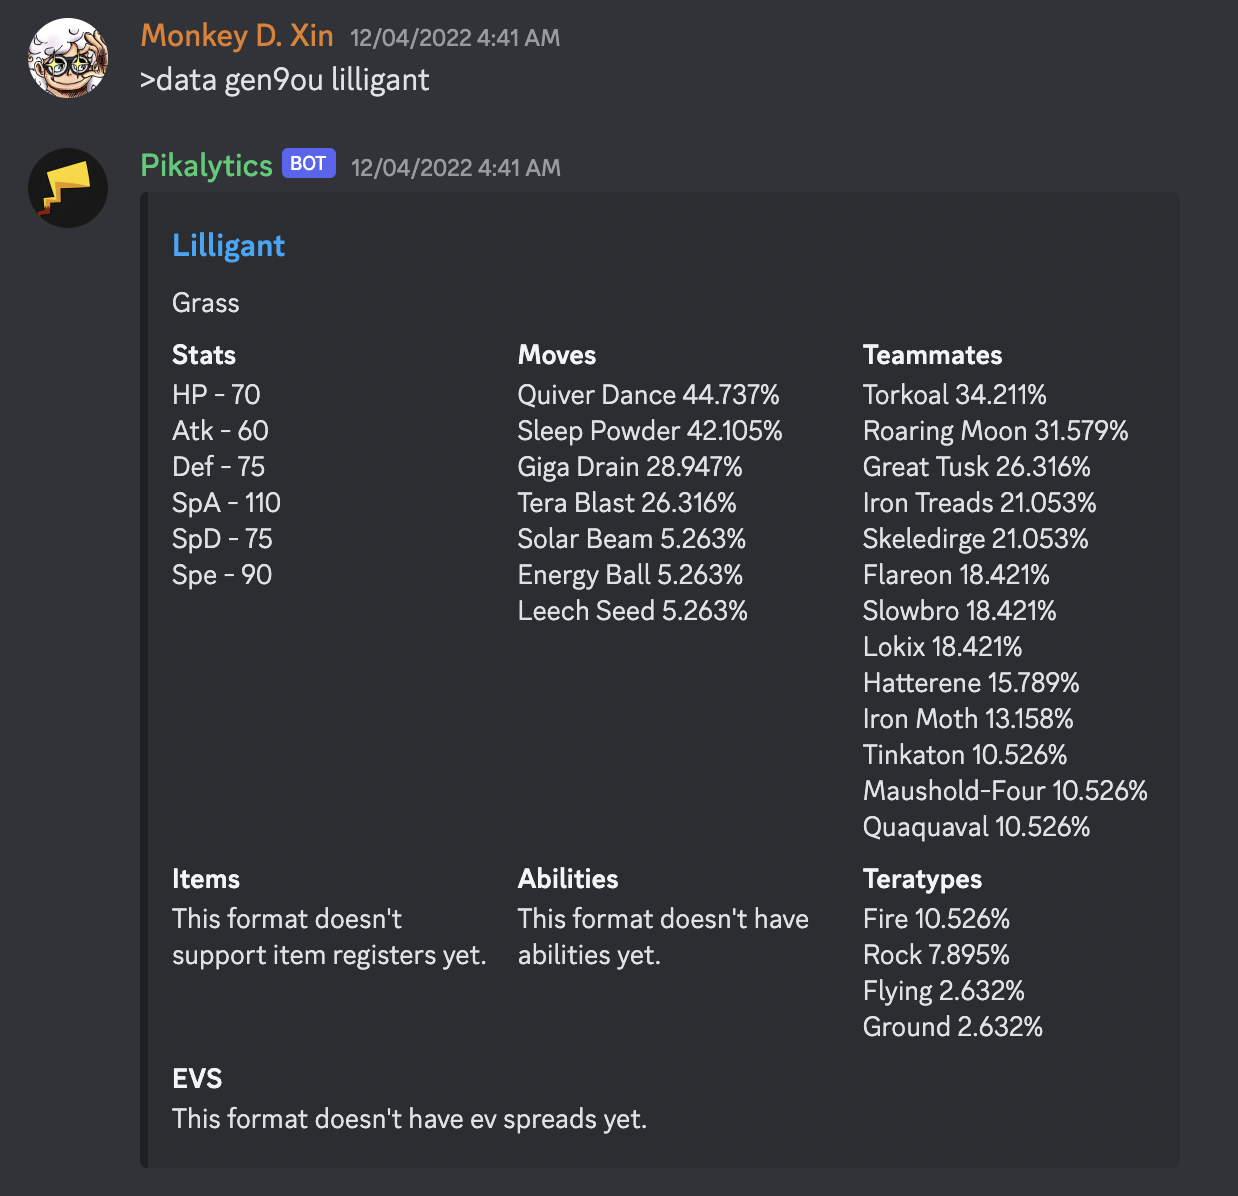 Monkey D. Xin 12/04/2022 4:41 AM
>data gen9ou lilligant
Pikalytics BOT 12/04/2022 4:41 AM
Lilligant
Grass
Stats
HP - 70
Atk - 60
Def - 75
SpA - 110
SpD - 75
Spe - 90
Moves
Quiver Dance 44.737%
Sleep Powder 42.105%
Giga Drain 28.947%
Tera Blast 26.316%
Solar Beam 5.263%
Energy Ball 5.263%
Leech Seed 5.263%
Teammates
Torkoal 34.211%
Roaring Moon 31.579%
Great Tusk 26.316%
Iron Treads 21.053%
Skeledirge 21.053%
Flareon 18.421%
Slowbro 18.421%
Lokix 18.421%
Hatterene 15.789%
Iron Moth 13.158%
Tinkaton 10.526%
Maushold-Four 10.526%
Quaquaval 10.526%
Items
This format doesn't
support item registers yet.
Abilities
This format doesn't have
abilities yet.
Teratypes
Fire 10.526%
Rock 7.895%
Flying 2.632%
Ground 2.632%
EVS
This format doesn't have ev spreads yet.